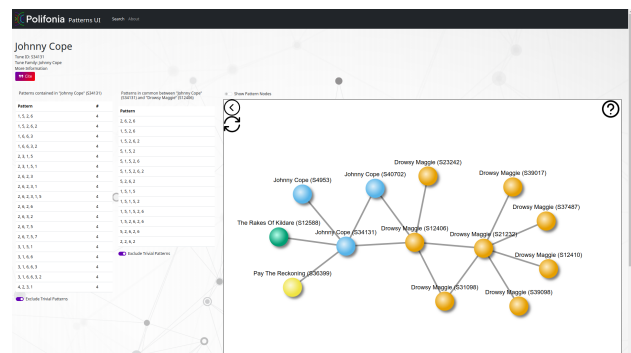 Polifonia Patterns UI Search About
Johnny Cope
Tune ID: S34131
Tune Family: Johnny Cope
More Information:
Cite
Patterns contained in "Johnny Cope" (S34131)
Pattern #
1, 5, 2, 6 4
1, 5, 2, 6, 2 4
1, 6, 6, 3 4
1, 6, 6, 3, 2 4
2, 3, 1, 5 4
2, 3, 1, 5, 1 4
2, 6, 2, 3 4
2, 6, 2, 3, 1 4
2, 6, 2, 3, 1, 5 4
2, 6, 2, 6 4
2, 6, 3, 2 4
2, 6, 7, 5 4
2, 6, 7, 5, 7 4
3, 1, 5, 1 4
3, 1, 6, 6 4
3, 1, 6, 6, 3 4
3, 1, 6, 6, 3, 2 4
4, 2, 5, 1 4
Exclude Trivial Patterns
Patterns in common between "Johnny Cope"
(S34131) and "Drowsy Maggie" (S12406)
Pattern
2, 6, 2, 6
1, 5, 2, 6
1, 5, 2, 6, 2
5, 1, 5, 2
5, 1, 5, 2, 6
5, 1, 5, 2, 6, 2
5, 2, 6, 2
1, 5, 1, 5
1, 5, 1, 5, 2
1, 5, 1, 5, 2, 6
1, 5, 2, 6, 2, 6
5, 2, 6, 2, 6
2, 2, 6, 2
Exclude Trivial Patterns
Show Pattern Nodes
?
Drowsy Maggie (S23242)
Drowsy Maggie (S39017)
Johnny Cope (S40702)
Johnny Cope (S4953)
Drowsy Maggie (S37487)
The Rakes Of Kildare (S12568)
Johnny Cope (S34131)
Drowsy Maggie (S12406)
Drowsy Maggie (S21232)
Drowsy Maggie (S12410)
Pay The Reckoning (S36399)
Drowsy Maggie (S31098)
Drowsy Maggie (S39098)